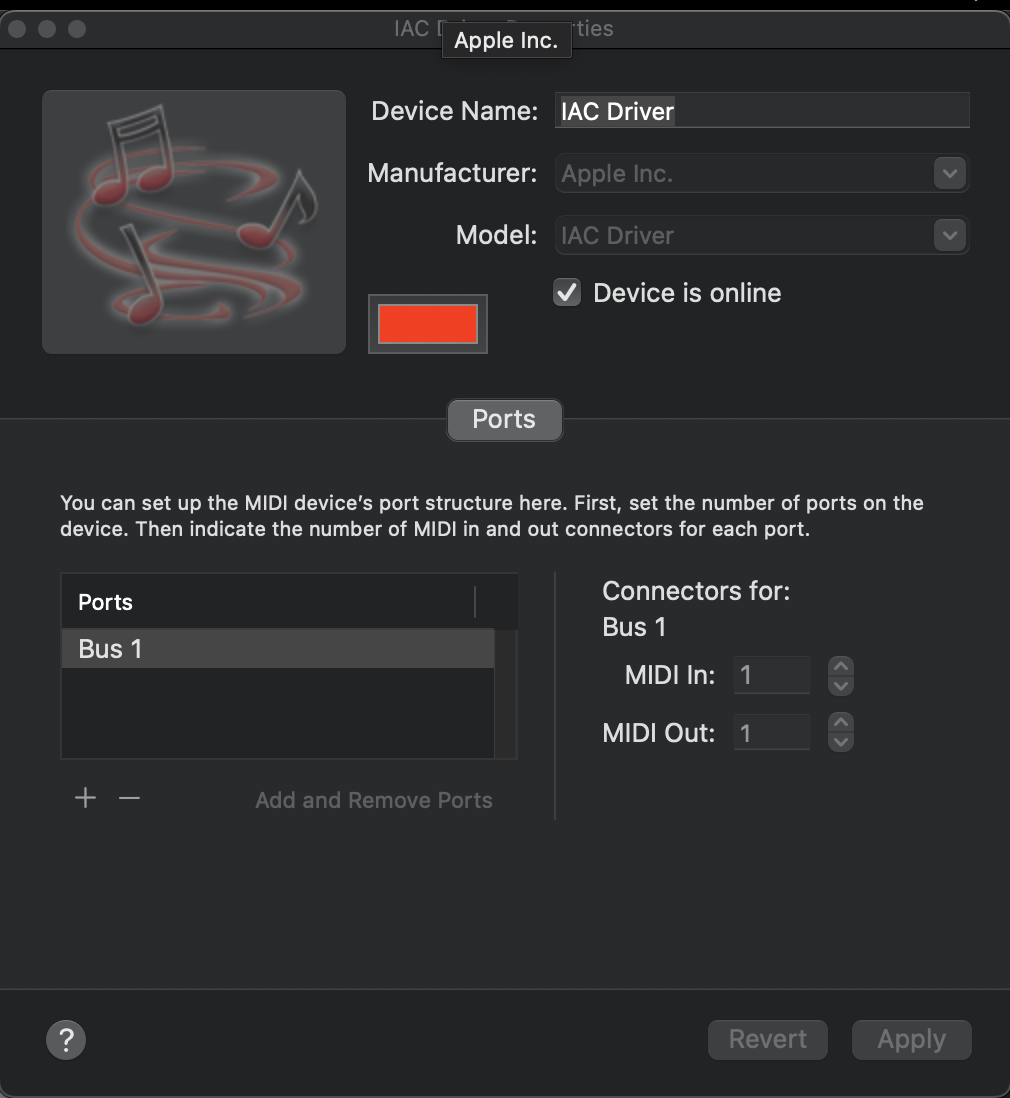 IAC D
ties
Apple Inc.
Device Name:
IAC Driver
Manufacturer:
Apple Inc.
Model:
IAC Driver
Device is online
Ports
You can set up the MIDI device’s port structure here. First, set the number of ports on the
device. Then indicate the number of MIDI in and out connectors for each port.
Ports
Bus 1
Add and Remove Ports
Connectors for:
Bus 1
MIDI In: 1
MIDI Out: 1
?
Revert
Apply